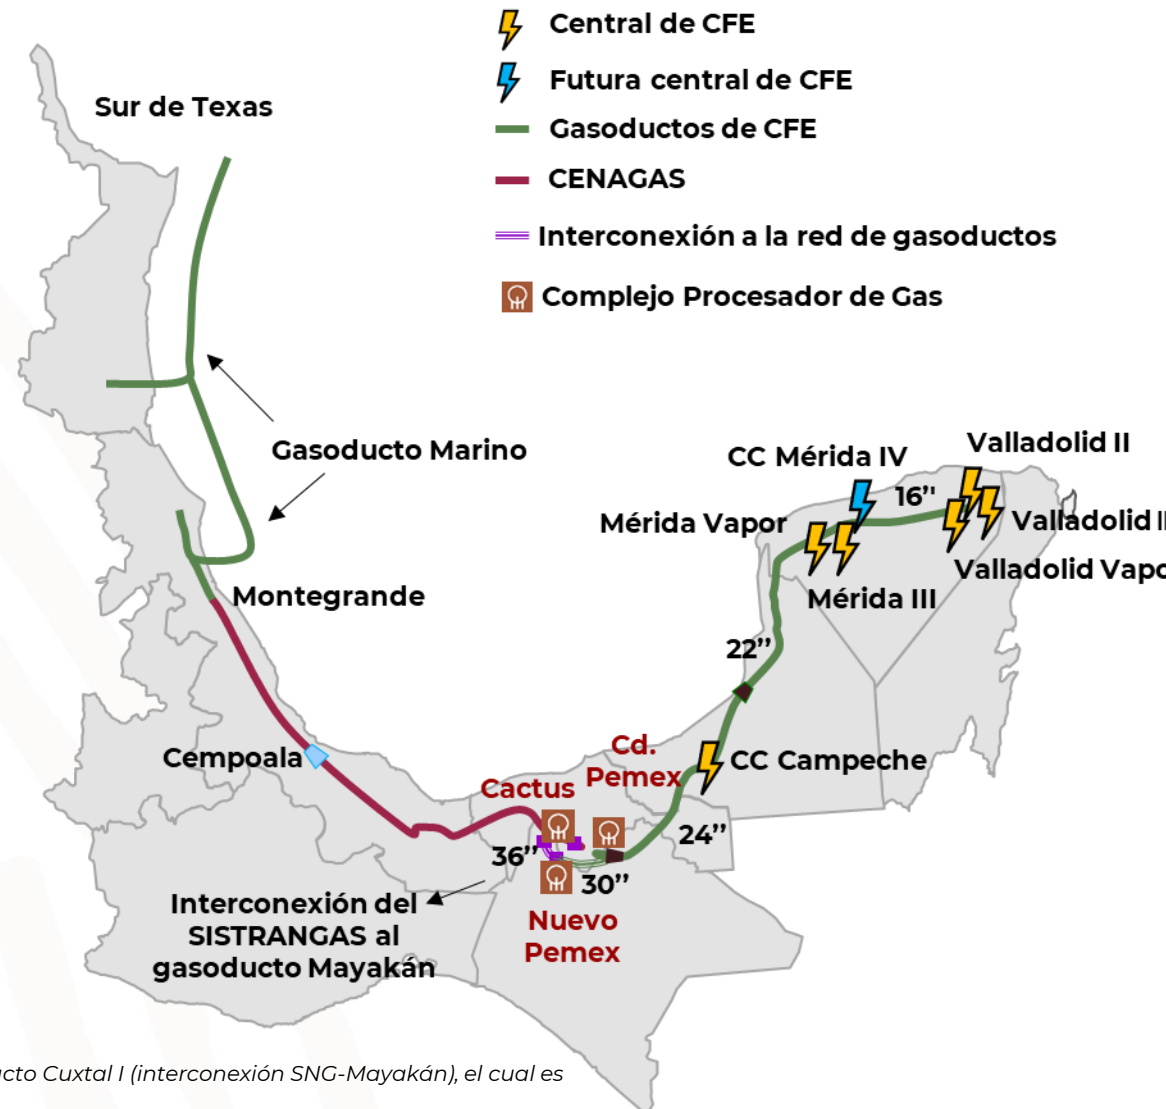 Central de CFE
Futura central de CFE
Gasoductos de CFE
CENAGAS
Interconexión a la red de gasoductos
Complejo Procesador de Gas
Sur de Texas
Gasoducto Marino
Valladolid II
CC Mérida IV
16''
Mérida Vapor
Valladolid II
Valladolid Vapo
Mérida III
Montegrande
22’’
Cempoala
Cd.
Pemex
CC Campeche
Cactus
24’’
36’’
30’’
Interconexión del
SISTRANGAS al
gasoducto Mayakán
Nuevo
Pemex
cto Cuxtal I (interconexión SNG-Mayakán), el cual es